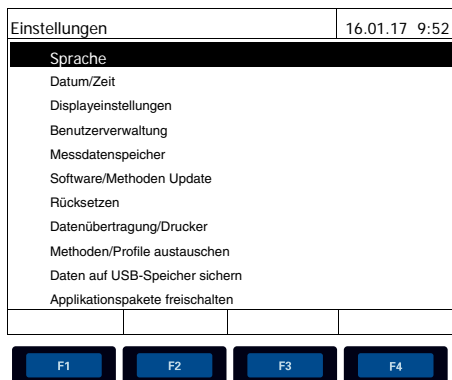 Einstellungen 16.01.17 9:52
Sprache
Datum/Zeit
Displayeinstellungen
Benutzerverwaltung
Messdatenspeicher
Software/Methoden Update
Rücksetzen
Datenübertragung/Drucker
Methoden/Profile austauschen
Daten auf USB-Speicher sichern
Applikationspakete freischalten
F1 F2 F3 F4